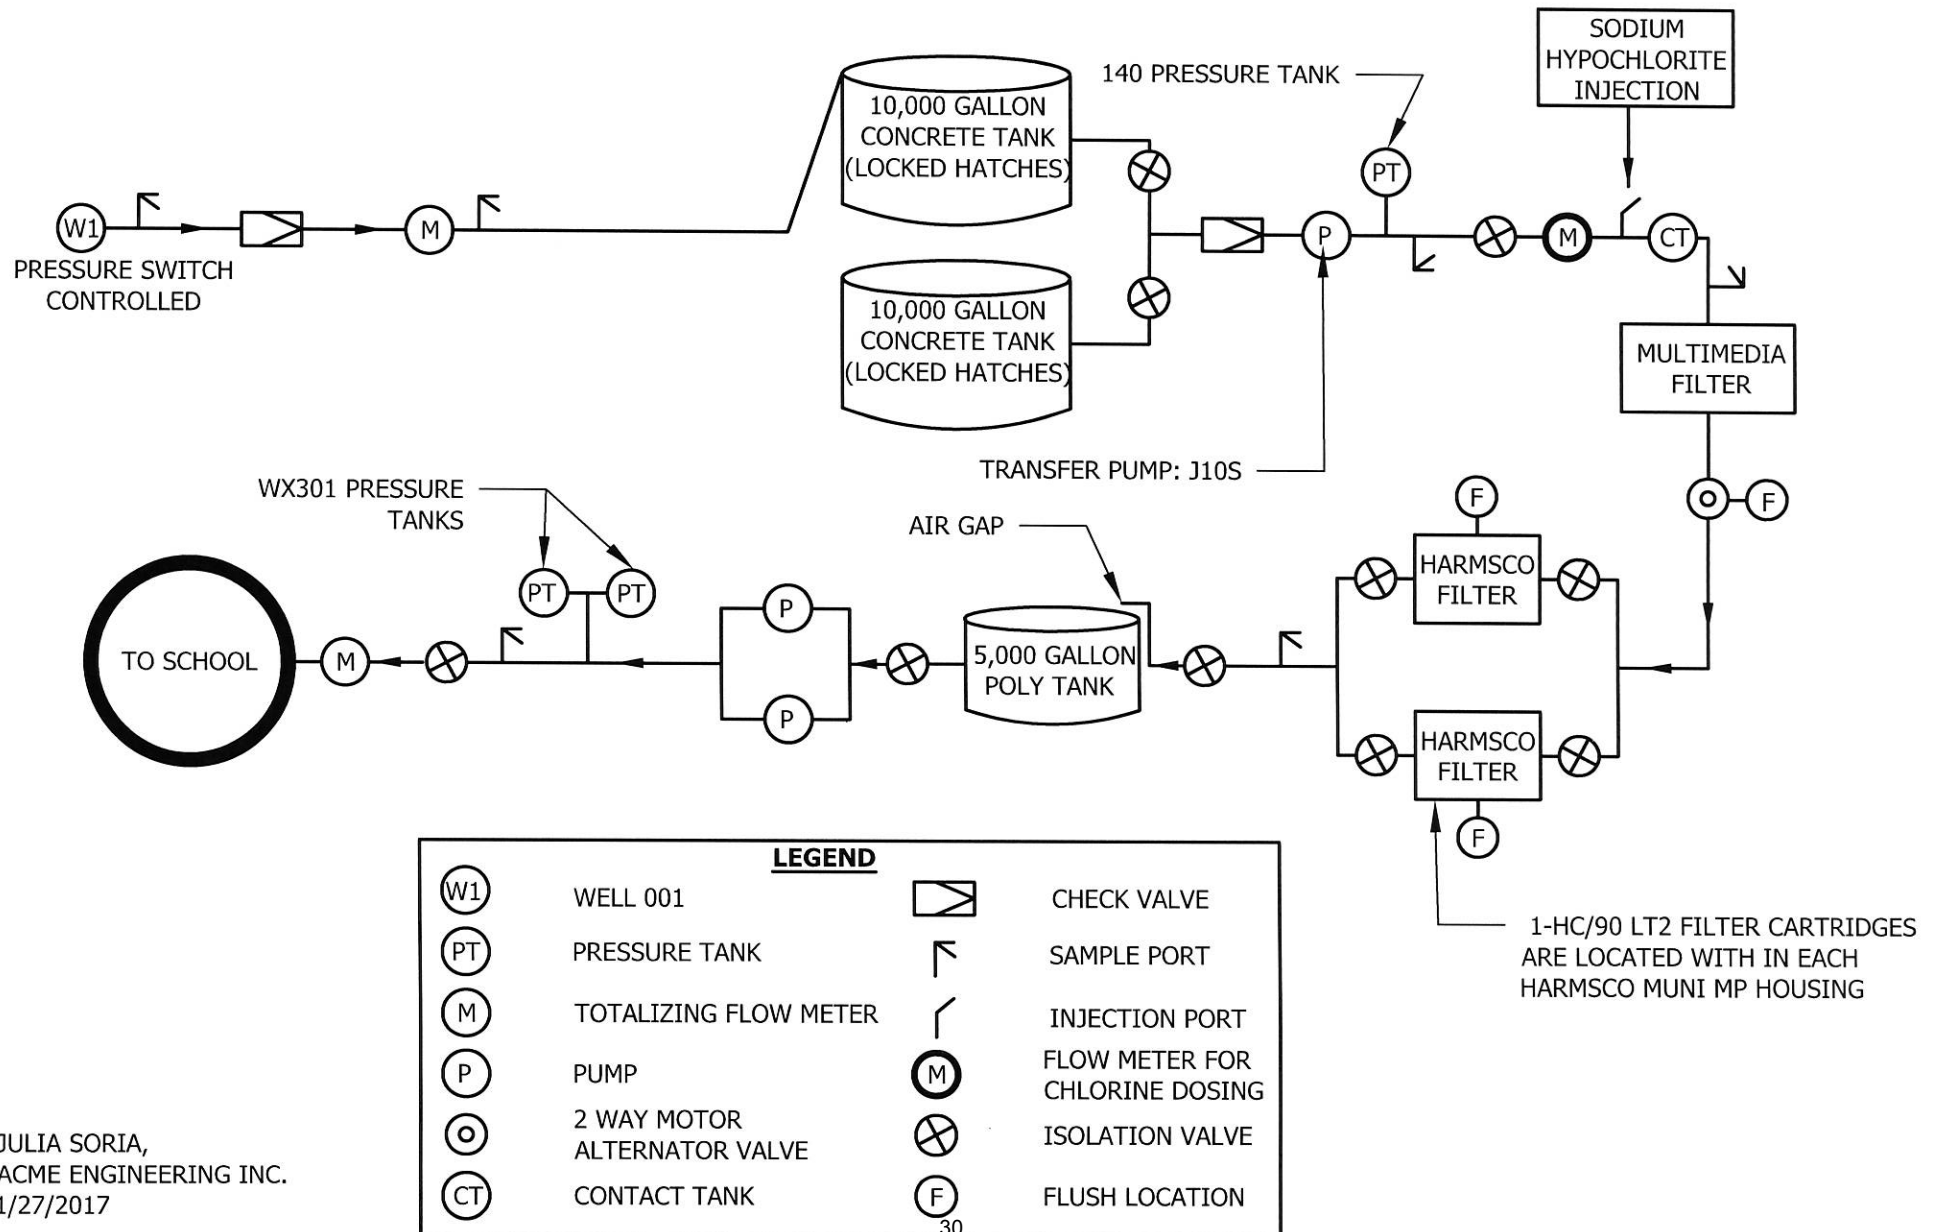 SODIUM
HYPOCHLORITE
INJECTION
140 PRESSURE TANK
10,000 GALLON
CONCRETE TANK
(LOCKED HATCHES)
PT
W1
M
P
M
CT
PRESSURE SWITCH
CONTROLLED
10,000 GALLON
CONCRETE TANK
(LOCKED HATCHES)
MULTIMEDIA
FILTER
TRANSFER PUMP: J10S
WX301 PRESSURE
TANKS
AIR GAP
F
F
HARMSCO
FILTER
PT
PT
P
TO SCHOOL
M
5,000 GALLON
POLY TANK
P
HARMSCO
FILTER
F
1-HC/90 LT2 FILTER CARTRIDGES
ARE LOCATED WITH IN EACH
HARMSCO MUNI MP HOUSING
LEGEND
W1 WELL 001
CHECK VALVE
PT PRESSURE TANK
SAMPLE PORT
M TOTALIZING FLOW METER
INJECTION PORT
P PUMP
M FLOW METER FOR
CHLORINE DOSING
2 WAY MOTOR
ALTERNATOR VALVE
ISOLATION VALVE
CT CONTACT TANK
F FLUSH LOCATION
JULIA SORIA,
ACME ENGINEERING INC.
1/27/2017
30